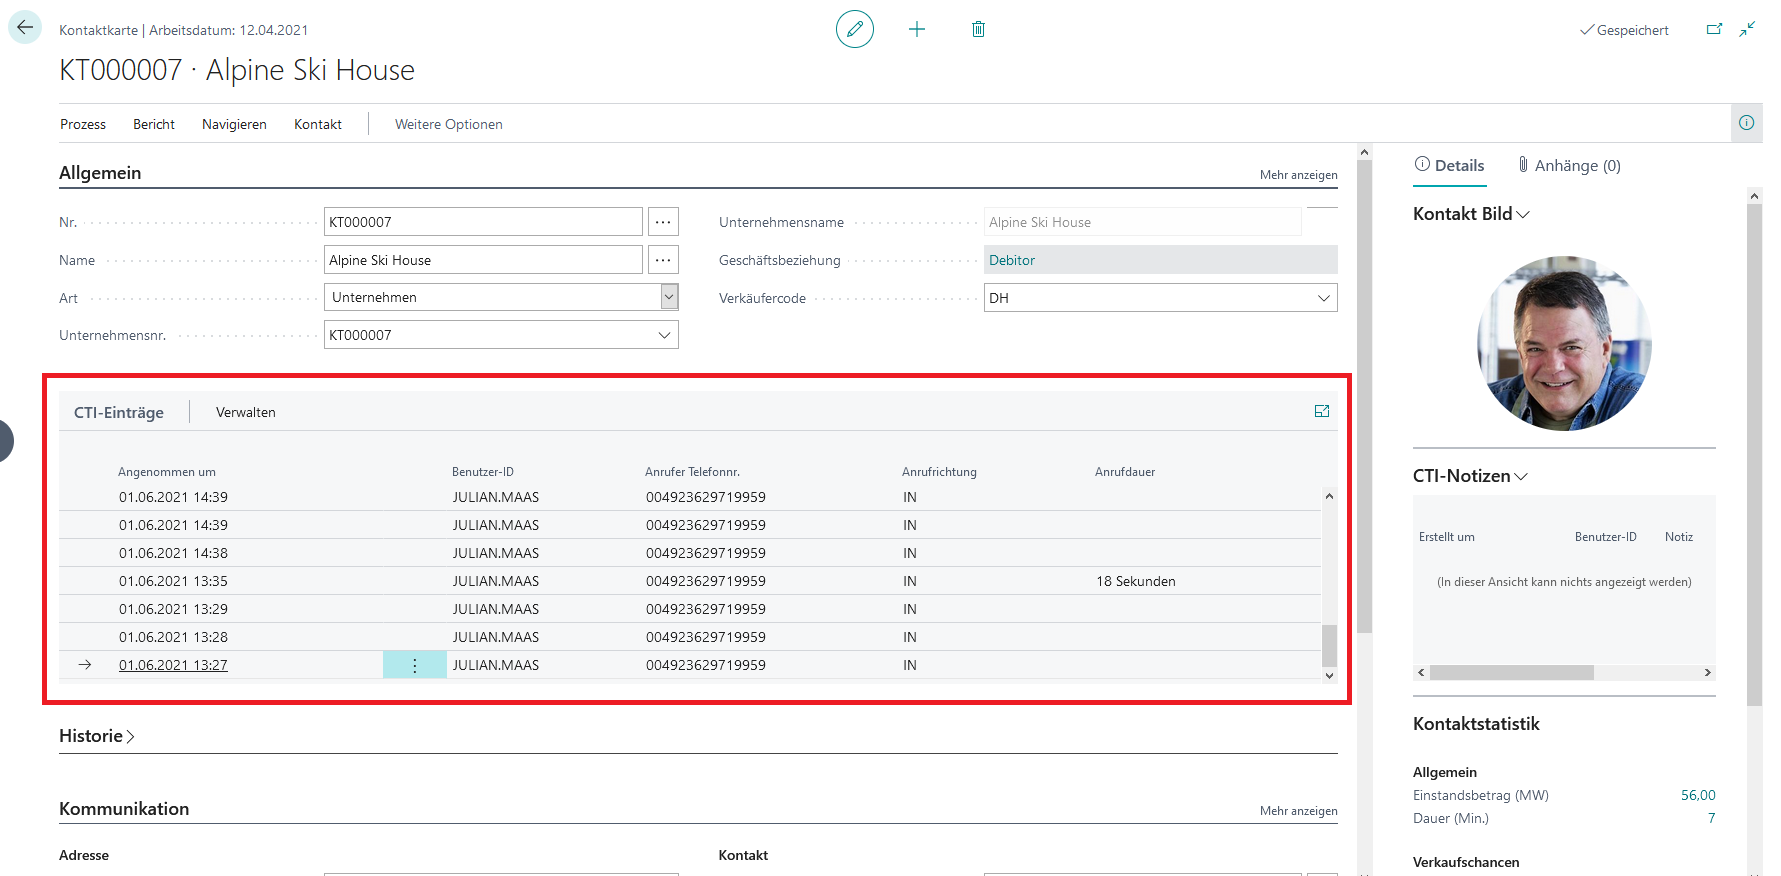 Kontaktkarte | Arbeitsdatum: 12.04.2021
Gespeichert
KT000007 · Alpine Ski House
Prozess Bericht Navigieren Kontakt Weitere Optionen
Allgemein Mehr anzeigen
Nr. KT000007
Name Alpine Ski House
Art Unternehmen
Unternehmensnr. KT000007
Unternehmensname Alpine Ski House
Geschäftsbeziehung Debitor
Verkäufercode DH
CTI-Einträge Verwalten
Angenommen um Benutzer-ID Anrufer Telefonnr. Anrufrichtung Anrufdauer
01.06.2021 14:39 JULIAN.MAAS 004923629719959 IN
01.06.2021 14:39 JULIAN.MAAS 004923629719959 IN
01.06.2021 14:38 JULIAN.MAAS 004923629719959 IN
01.06.2021 13:35 JULIAN.MAAS 004923629719959 IN 18 Sekunden
01.06.2021 13:29 JULIAN.MAAS 004923629719959 IN
01.06.2021 13:28 JULIAN.MAAS 004923629719959 IN
01.06.2021 13:27 JULIAN.MAAS 004923629719959 IN
Historie
Kommunikation Mehr anzeigen
Adresse Kontakt
Details Anhänge (0)
Kontakt Bild
CTI-Notizen
Erstellt um Benutzer-ID Notiz
(In dieser Ansicht kann nichts angezeigt werden)
Kontaktstatistik
Allgemein
Einstandsbetrag (MW) 56,00
Dauer (Min.) 7
Verkaufschancen